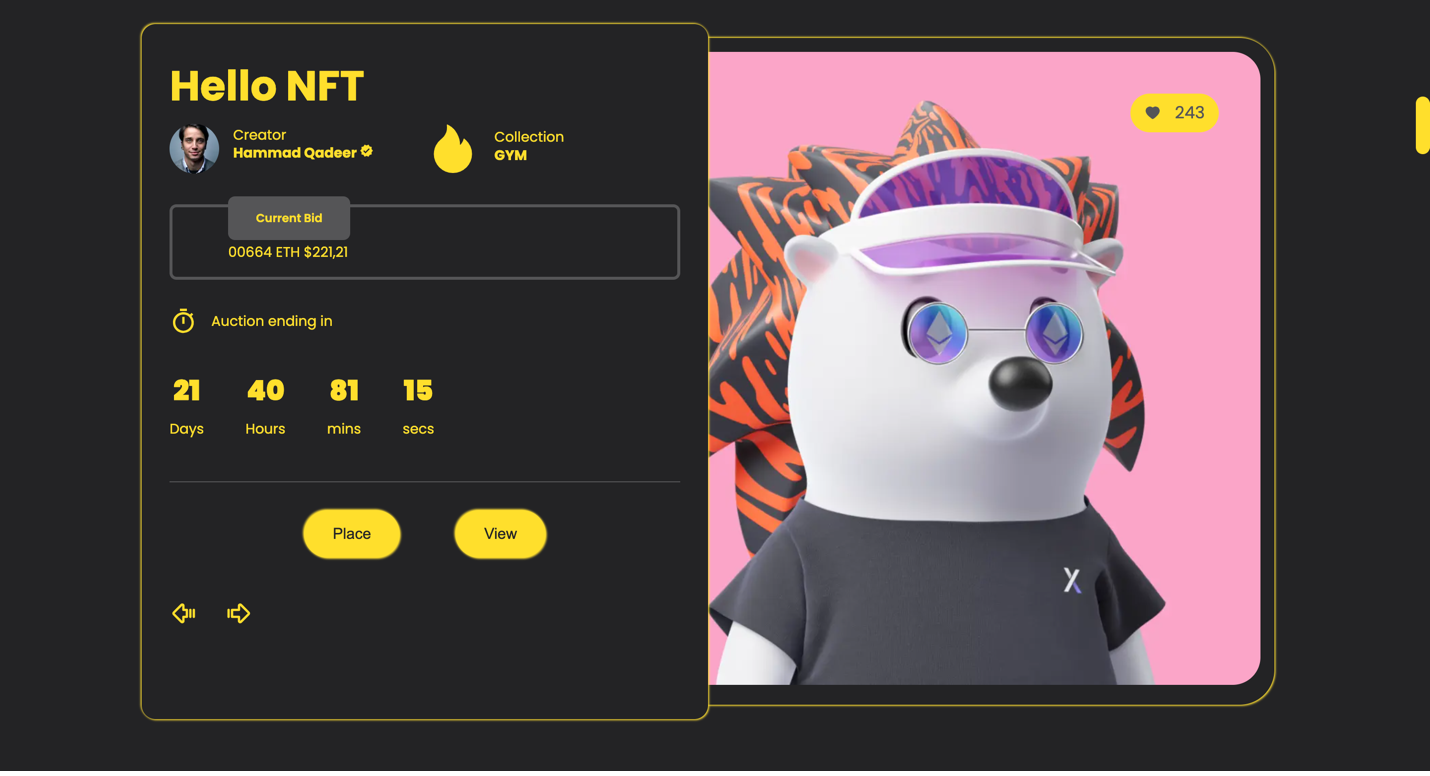 Hello NFT
Creator
Hammad Qadeer
Collection
GYM
243
Current Bid
00664 ETH $221,21
Auction ending in
21 40 81 15
Days Hours mins secs
Place View
X